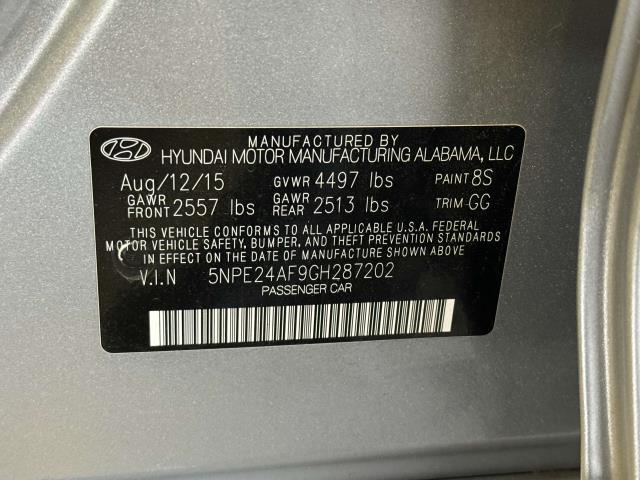 MANUFACTURED BY
HYUNDAI MOTOR MANUFACTURING ALABAMA, LLC
Aug/12/15 GVWR 4497 lbs PAINT 8S
GAWR FRONT 2557 lbs GAWR REAR 2513 lbs TRIM GG
THIS VEHICLE CONFORMS TO ALL APPLICABLE U.S.A. FEDERAL
MOTOR VEHICLE SAFETY, BUMPER, AND THEFT PREVENTION
STANDARDS IN EFFECT ON THE DATE OF MANUFACTURE SHOWN ABOVE.
V.I.N 5NPE24AF9GH287202
PASSENGER CAR